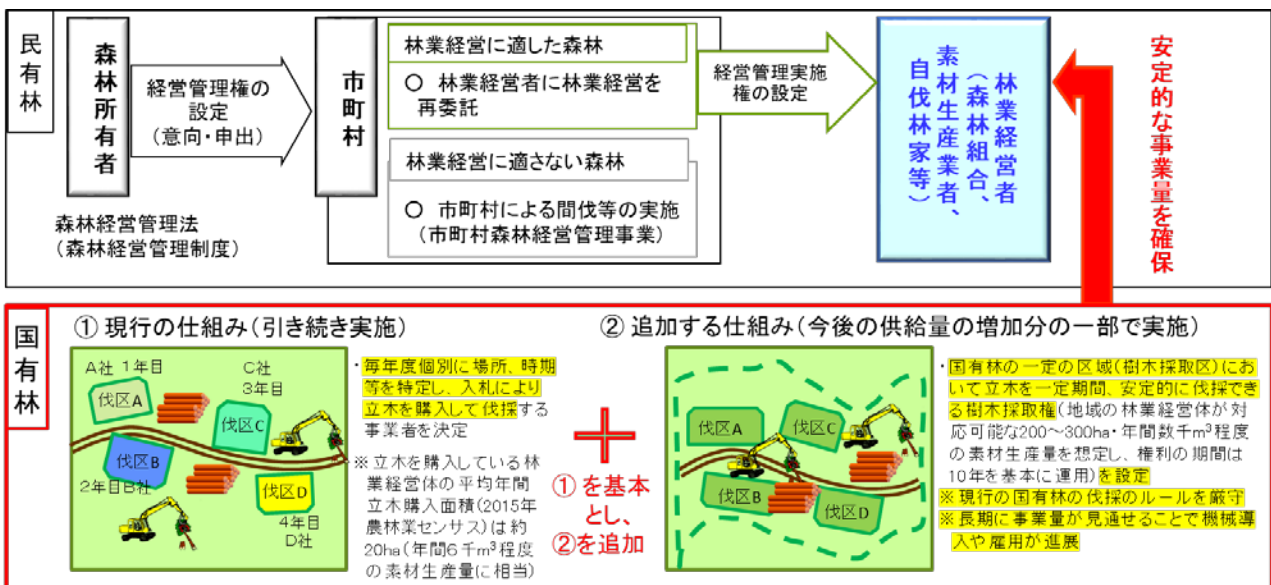 民有林
森林所有者
経営管理権の
設定
（意向・申出）
市町村
林業経営に適した森林
〇 林業経営者に林業経営を
再委託
林業経営に適さない森林
〇 市町村による間伐等の実施
（市町村森林経営管理事業）
経営管理実施
権の設定
林業経営者
（森林組合、
素材生産業者、
自伐林家等）
安定的な事業量を確保
森林経営管理法
（森林経営管理制度）
国有林
① 現行の仕組み（引き続き実施）
A社 1年目
伐区A
C社
3年目
伐区C
伐区B
2年目B社
伐区D
4年目
D社
・毎年度個別に場所、時期
等を特定し、入札により
立木を購入して伐採する
事業者を決定
※ 立木を購入している林
業経営体の平均年間
立木購入面積（2015年
農林業センサス）は約
20ha（年間6千m³程度
の素材生産量に相当）
①を基本
とし、
②を追加
② 追加する仕組み（今後の供給量の増加分の一部で実施）
伐区A
伐区C
伐区B
伐区D
・国有林の一定の区域（樹木採取区）にお
いて立木を一定期間、安定的に伐採でき
る樹木採取権（地域の林業経営体が対
応可能な200～300ha・年間数千m³程度
の素材生産量を想定し、権利の期間は
10年を基本に運用）を設定
※現行の国有林の伐採のルールを厳守
※長期に事業量が見通せることで機械導
入や雇用が進展